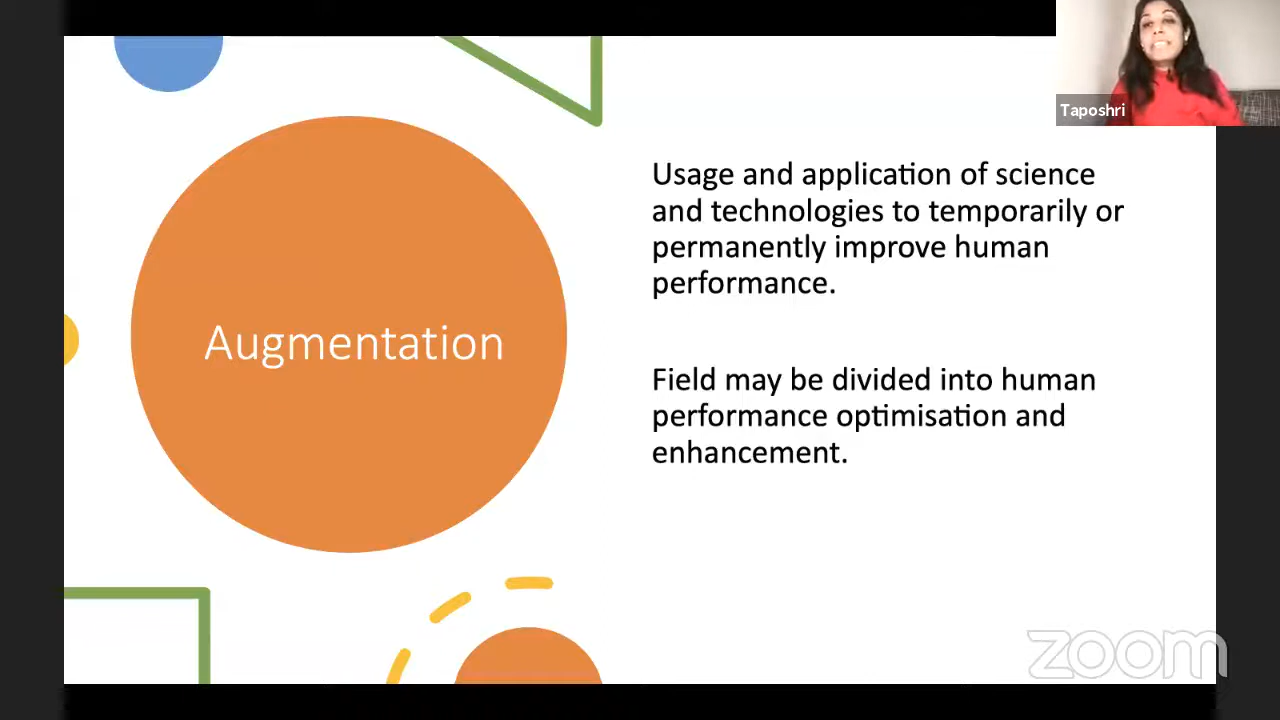 Taposhri
Usage and application of science
and technologies to temporarily or
permanently improve human
performance.
Augmentation
Field may be divided into human
performance optimisation and
enhancement.
zoom